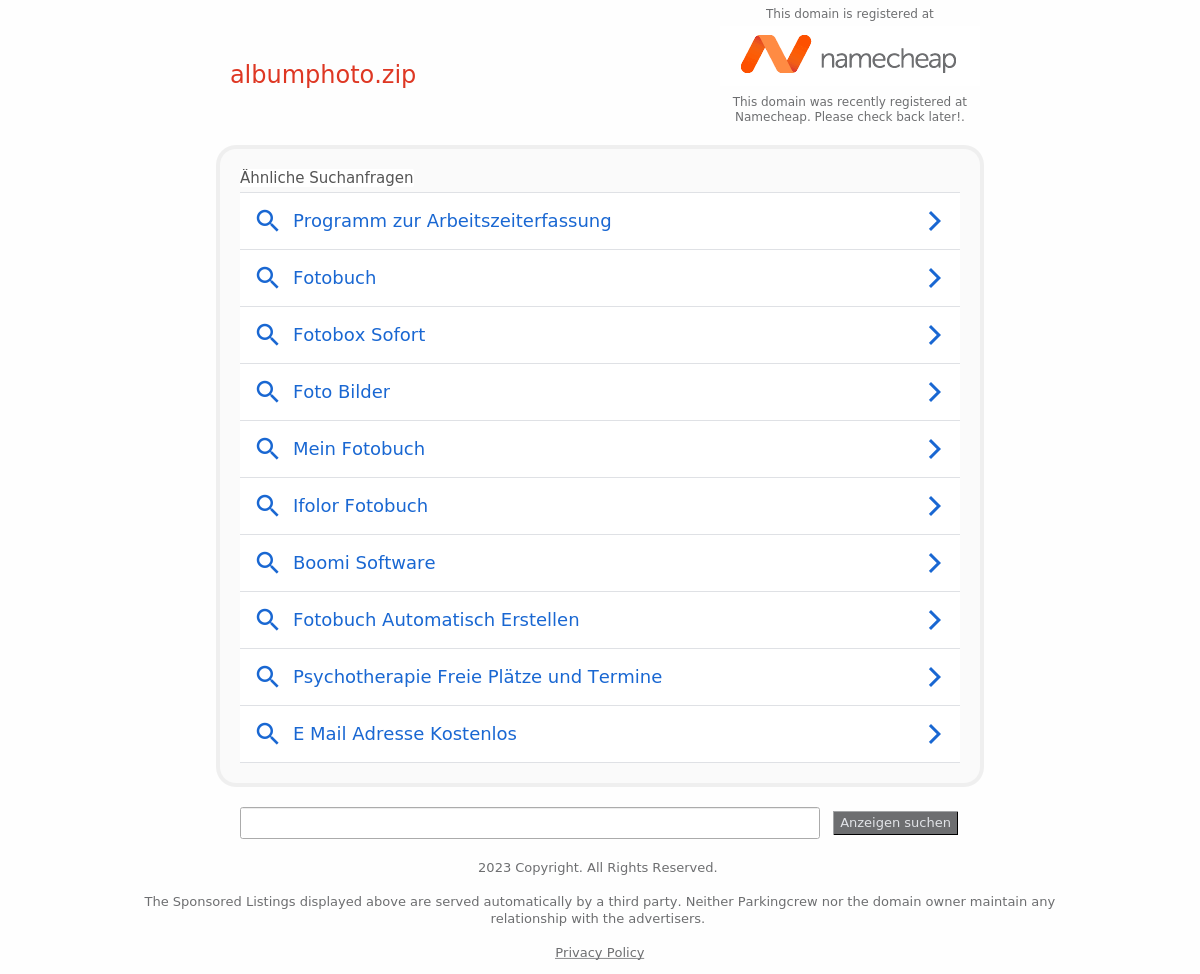 This domain is registered at
albumphoto.zip
namecheap
This domain was recently registered at
Namecheap. Please check back later!.
Ähnliche Suchanfragen
Programm zur Arbeitszeiterfassung
Fotobuch
Fotobox Sofort
Foto Bilder
Mein Fotobuch
Ifolor Fotobuch
Boomi Software
Fotobuch Automatisch Erstellen
Psychotherapie Freie Plätze und Termine
E Mail Adresse Kostenlos
Anzeigen suchen
2023 Copyright. All Rights Reserved.
The Sponsored Listings displayed above are served automatically by a third party. Neither Parkingcrew nor the domain owner maintain any
relationship with the advertisers.
Privacy Policy